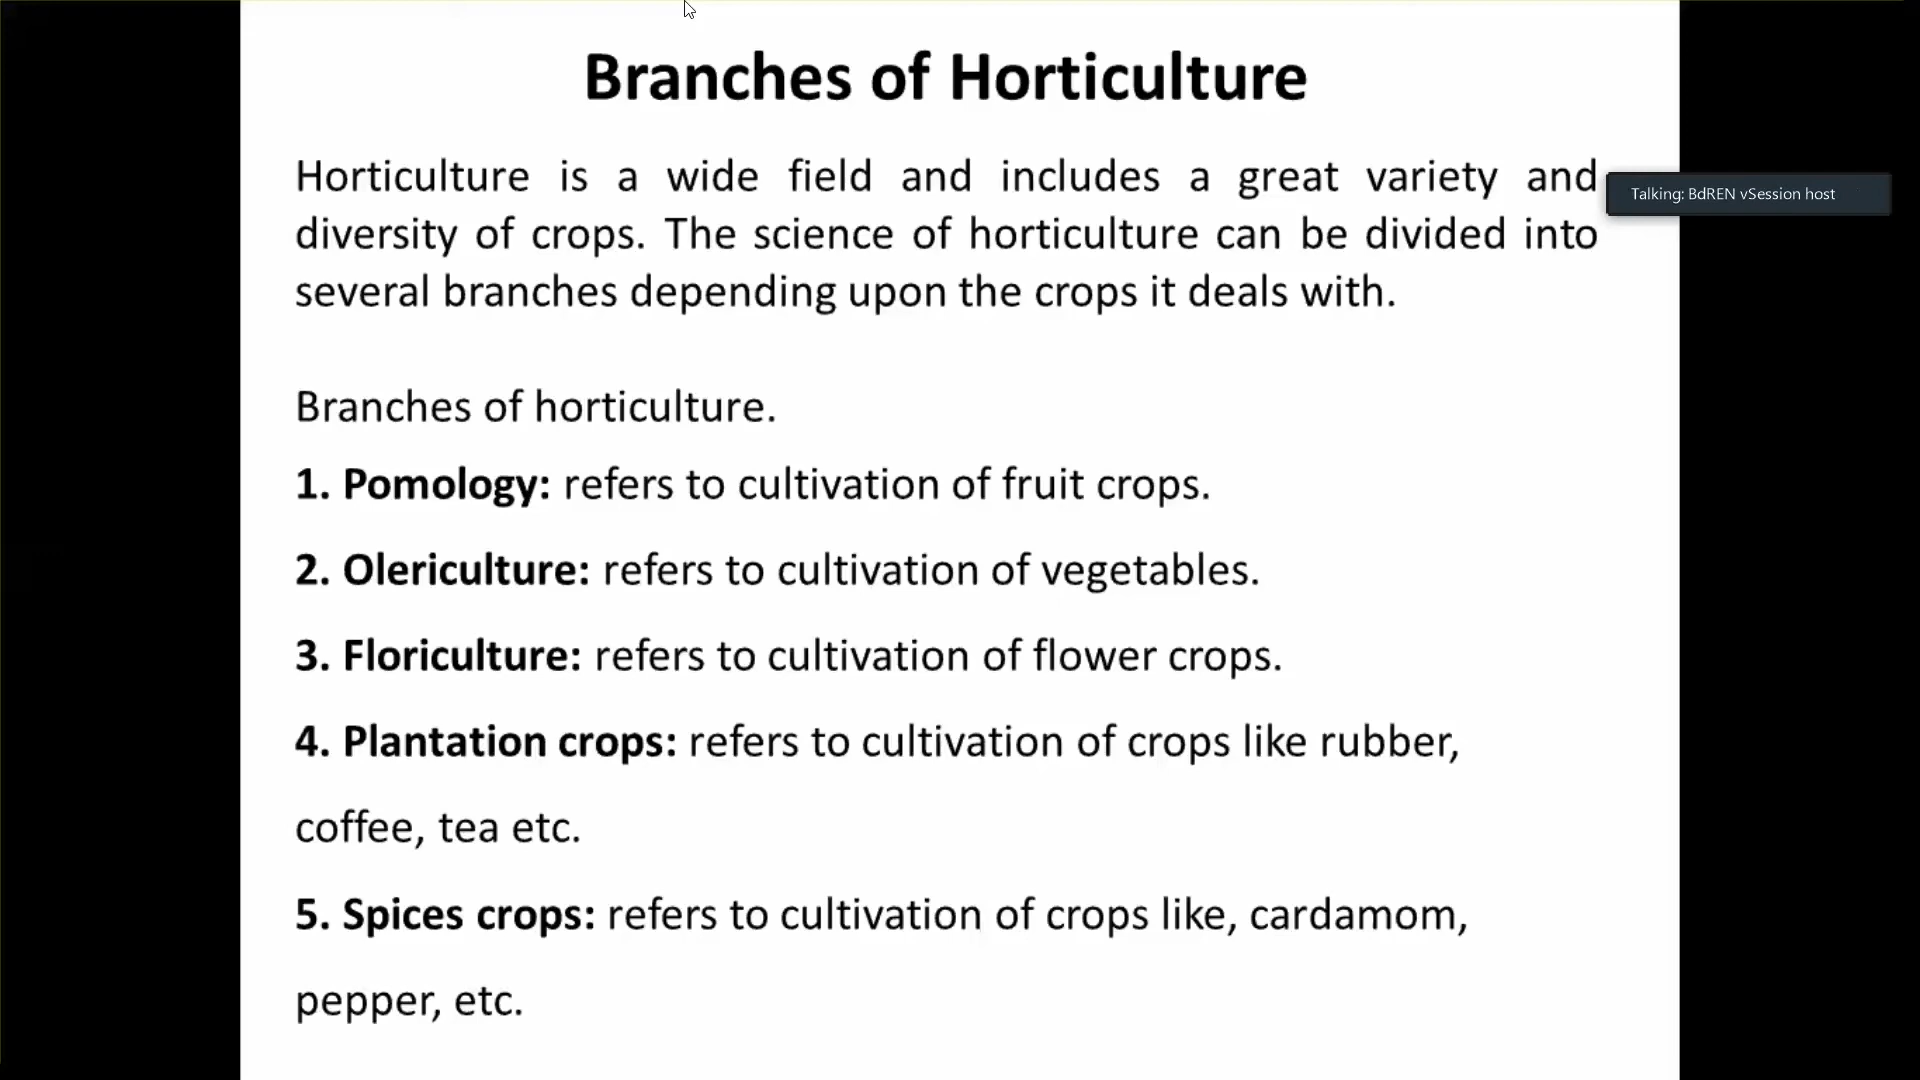 Branches of Horticulture
Horticulture is a wide field and includes a great variety and
Talking: BdREN vSession host
diversity of crops. The science of horticulture can be divided into
several branches depending upon the crops it deals with.
Branches of horticulture.
1. Pomology: refers to cultivation of fruit crops.
2. Olericulture: refers to cultivation of vegetables.
3. Floriculture: refers to cultivation of flower crops.
4. Plantation crops: refers to cultivation of crops like rubber,
coffee, tea etc.
5. Spices crops: refers to cultivation of crops like, cardamom,
pepper, etc.